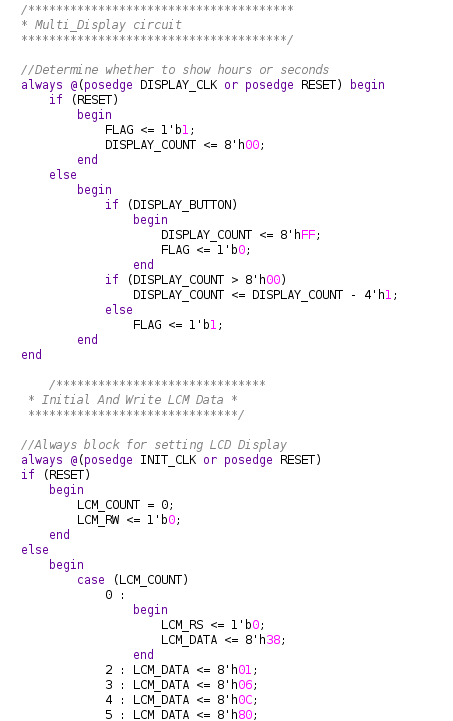 /**************************************
* Multi_Display circuit
**************************************/
//Determine whether to show hours or seconds
always @(posedge DISPLAY_CLK or posedge RESET) begin
    if (RESET)
        begin
            FLAG <= 1'b1;
            DISPLAY_COUNT <= 8'h00;
        end
    else
        begin
            if (DISPLAY_BUTTON)
                begin
                    DISPLAY_COUNT <= 8'hFF;
                    FLAG <= 1'b0;
                end
            if (DISPLAY_COUNT > 8'h00)
                DISPLAY_COUNT <= DISPLAY_COUNT - 4'h1;
            else
                FLAG <= 1'b1;
        end
end
    /******************************
 * Initial And Write LCM Data *
 ******************************/
//Always block for setting LCD Display
always @(posedge INIT_CLK or posedge RESET)
if (RESET)
    begin
        LCM_COUNT = 0;
        LCM_RW <= 1'b0;
    end
else
    begin
        case (LCM_COUNT)
            0 :
                begin
                    LCM_RS <= 1'b0;
                    LCM_DATA <= 8'h38;
                end
            2 : LCM_DATA <= 8'h01;
            3 : LCM_DATA <= 8'h06;
            4 : LCM_DATA <= 8'h0C;
            5 : LCM_DATA <= 8'h80;